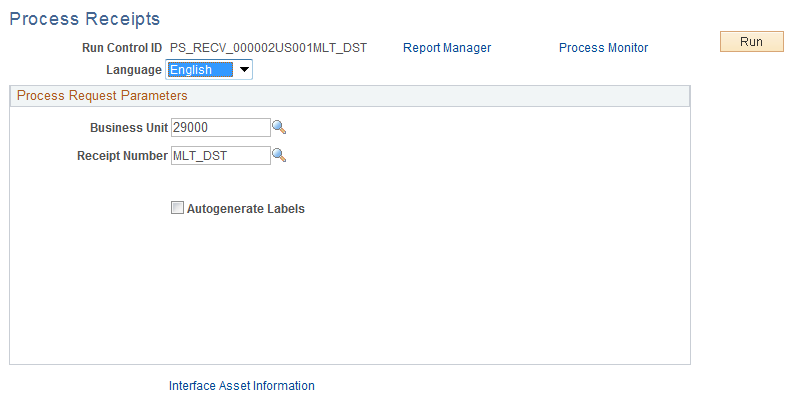 Process Receipts
Run Control ID PS_RECV_000002US001MLT_DST Report Manager Process Monitor Run
Language English
Process Request Parameters
Business Unit 29000
Receipt Number MLT_DST
Autogenerate Labels
Interface Asset Information